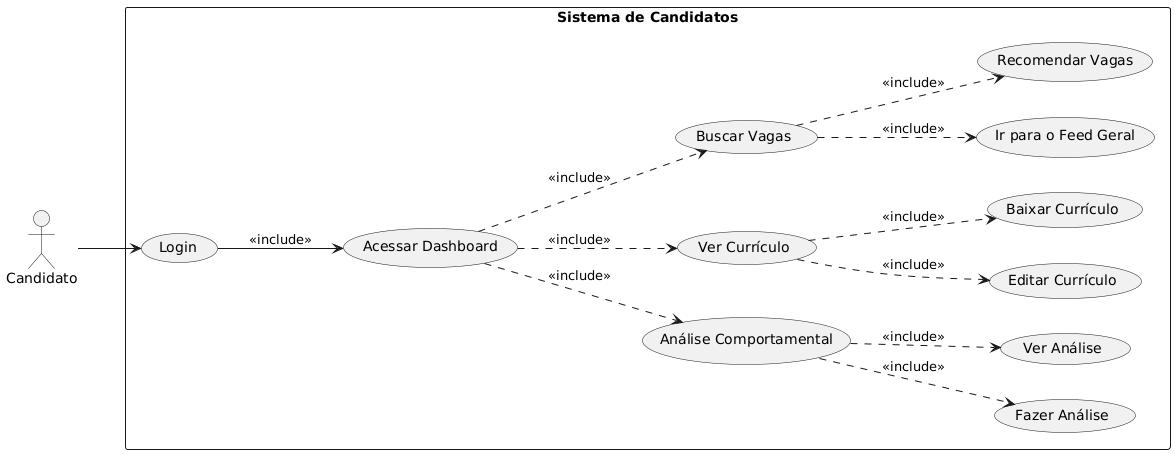 Sistema de Candidatos
Recomendar Vagas
«include»
Buscar Vagas
«include»
Ir para o Feed Geral
«include»
Baixar Currículo
«include»
Candidato
Login
«include»
Acessar Dashboard
«include»
Ver Currículo
«include»
Editar Currículo
«include»
Análise Comportamental
«include»
Ver Análise
«include»
Fazer Análise